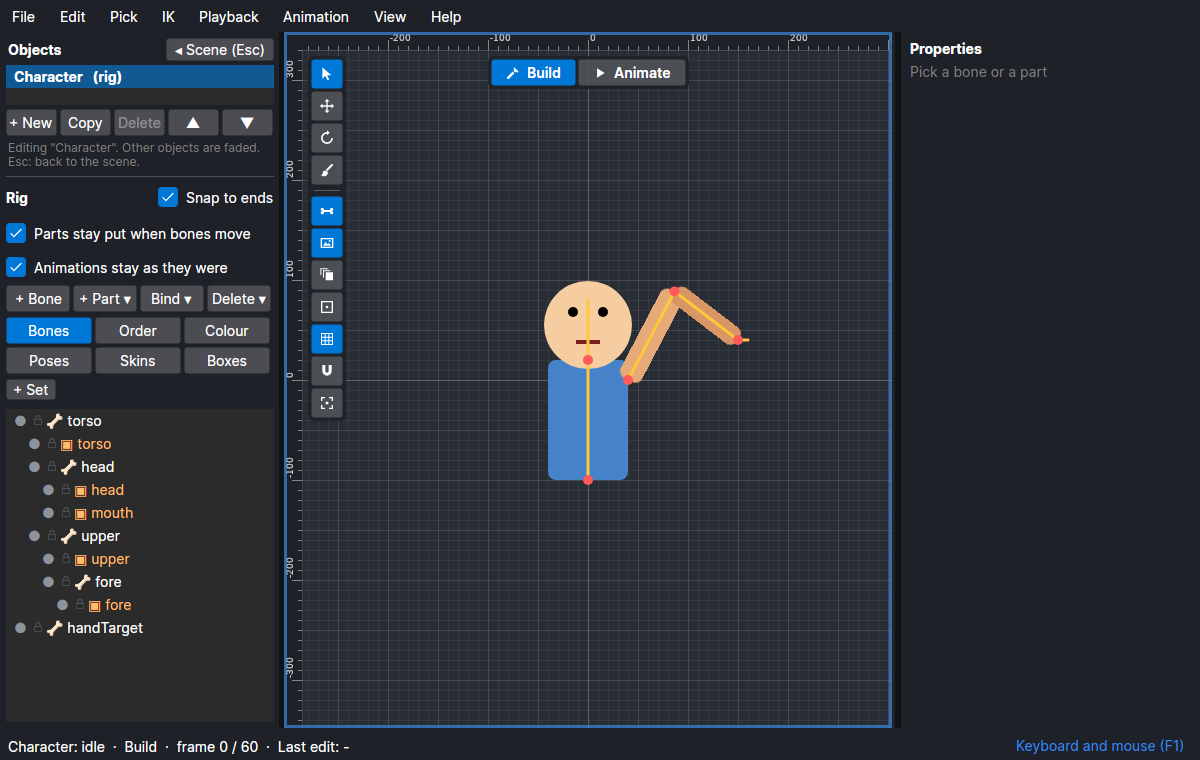 File Edit Pick IK Playback Animation View Help
Objects
◂ Scene (Esc)
Character (rig)
+ New Copy Delete ▲ ▼
Editing "Character". Other objects are faded.
Esc: back to the scene.
Rig
Snap to ends
Parts stay put when bones move
Animations stay as they were
+ Bone + Part ▾ Bind ▾ Delete ▾
Bones Order Colour
Poses Skins Boxes
+ Set
torso
torso
head
head
mouth
upper
upper
fore
fore
handTarget
-200 -100 0 100 200
300
200
100
0
-100
-200
-300
Build Animate
Properties
Pick a bone or a part
Character: idle · Build · frame 0 / 60 · Last edit: -
Keyboard and mouse (F1)